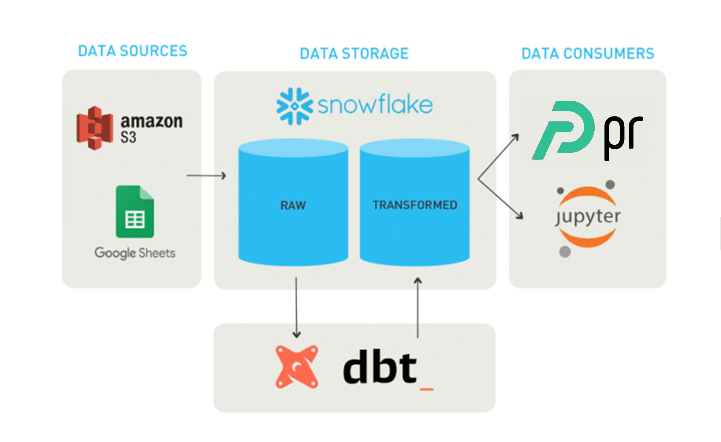 DATA SOURCES
DATA STORAGE
DATA CONSUMERS
amazon
S3
Google Sheets
snowflake
RAW
TRANSFORMED
pr
jupyter
dbt_